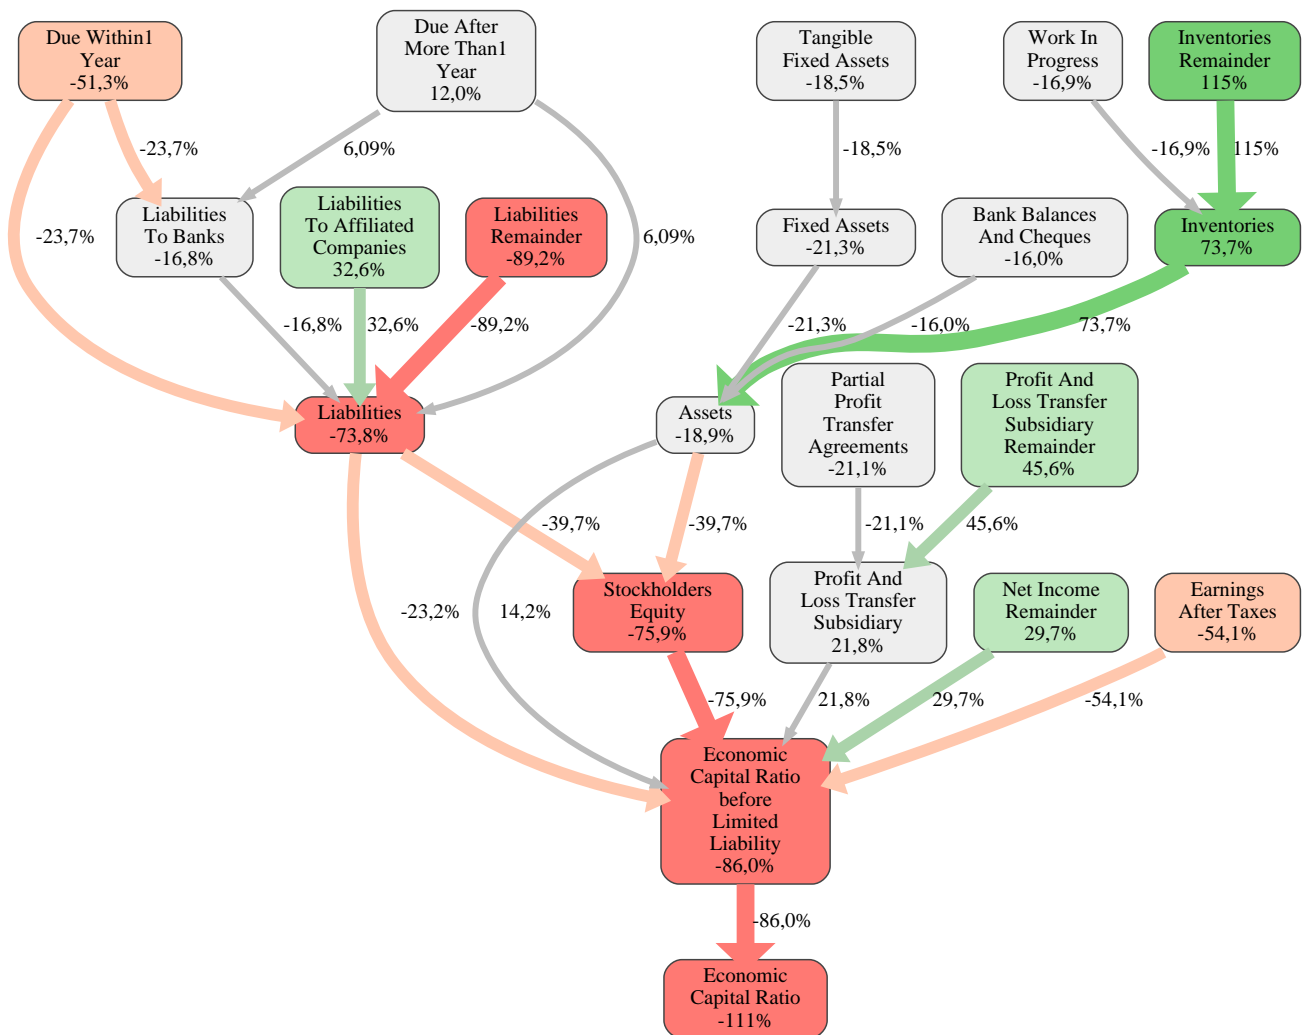 Due Within1
Year
-51,3%
Due After
More Than1
Year
12,0%
Tangible
Fixed Assets
-18,5%
Work In
Progress
-16,9%
Inventories
Remainder
115%
-23,7%
6,09%
-18,5%
-16,9%
115%
Liabilities
To Banks
-16,8%
Liabilities
To Affiliated
Companies
32,6%
Liabilities
Remainder
-89,2%
Fixed Assets
-21,3%
Bank Balances
And Cheques
-16,0%
Inventories
73,7%
-23,7%
6,09%
-16,8%
32,6%
-89,2%
-21,3%
-16,0%
73,7%
Liabilities
-73,8%
Assets
-18,9%
Partial
Profit
Transfer
Agreements
-21,1%
Profit And
Loss Transfer
Subsidiary
Remainder
45,6%
-39,7%
-39,7%
-21,1%
45,6%
Stockholders
Equity
-75,9%
Profit And
Loss Transfer
Subsidiary
21,8%
Net Income
Remainder
29,7%
Earnings
After Taxes
-54,1%
-23,2%
14,2%
-75,9%
21,8%
29,7%
-54,1%
Economic
Capital Ratio
before
Limited
Liability
-86,0%
-86,0%
Economic
Capital Ratio
-111%